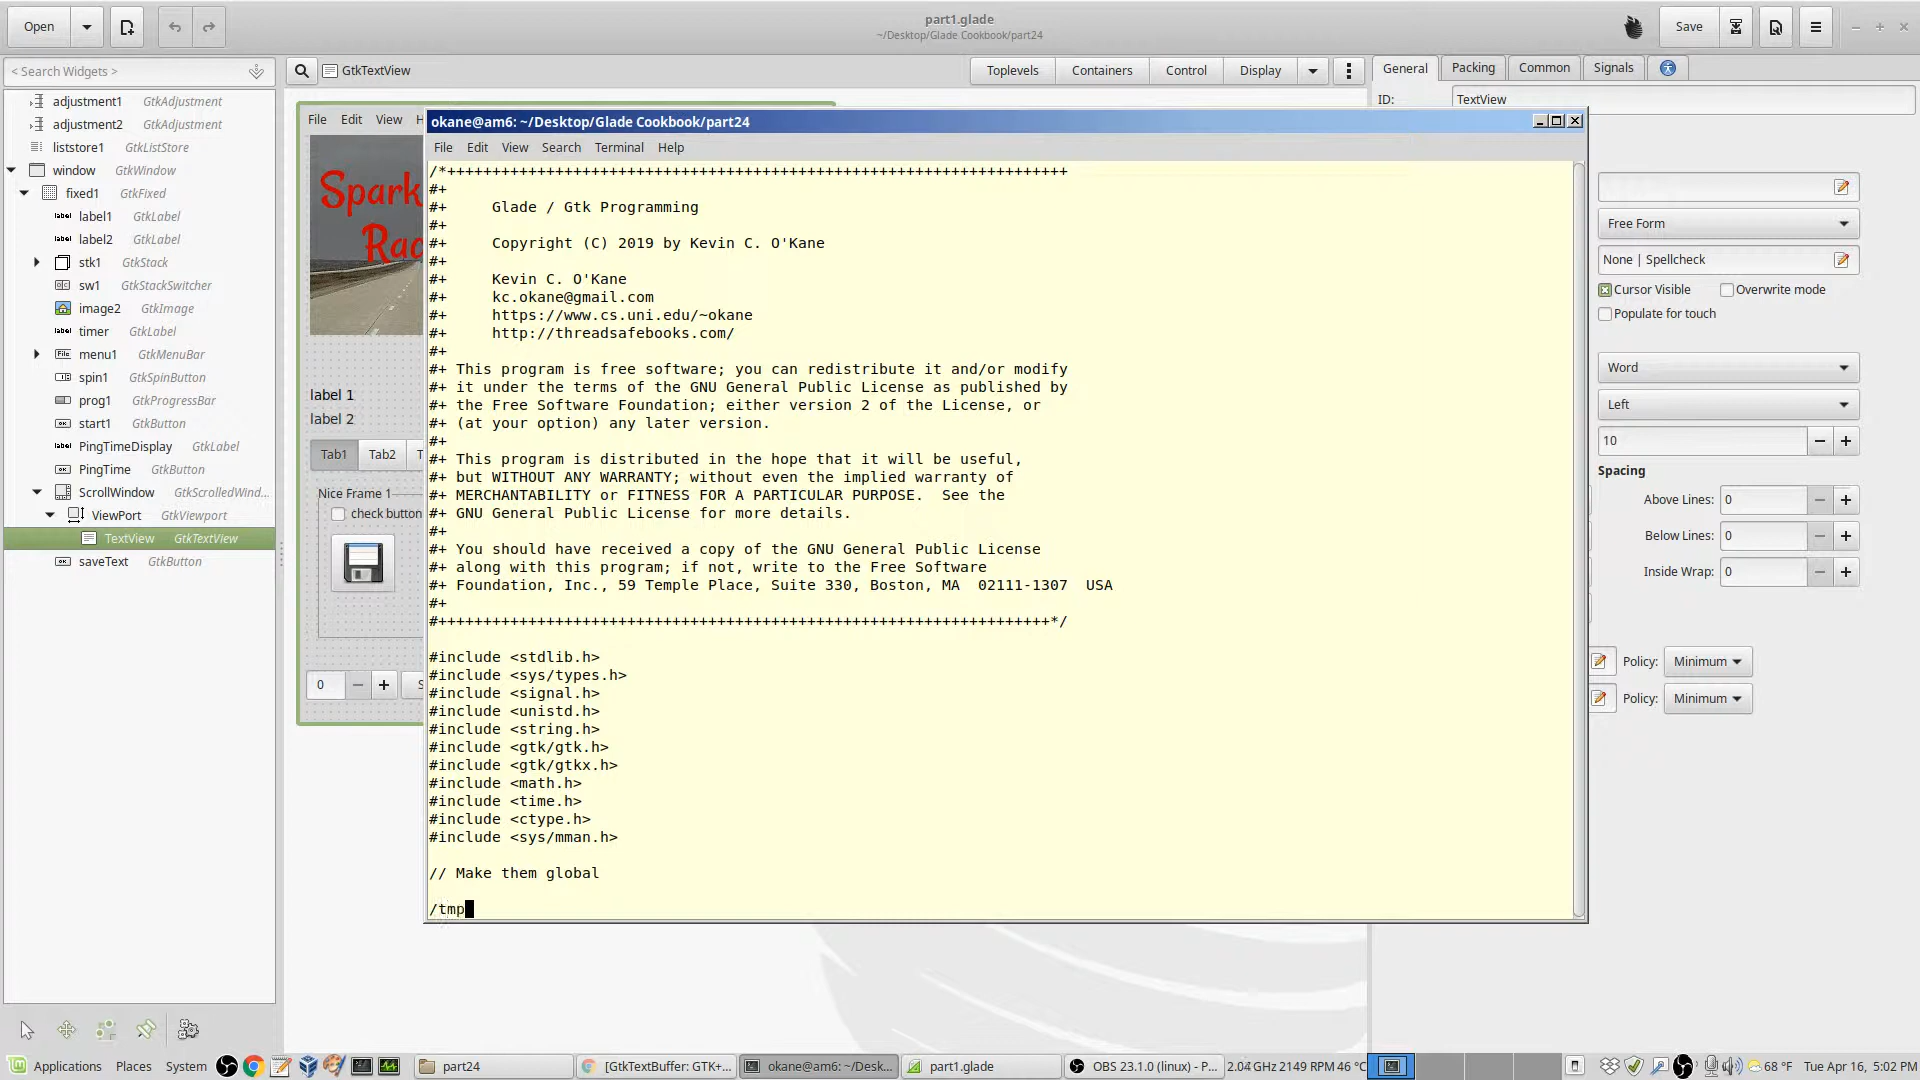 Open
part1.glade
~/Desktop/Glade Cookbook/part24
Save
< Search Widgets >
GtkTextView
Toplevels
Containers
Control
Display
General
Packing
Common
Signals
ID:
TextView
adjustment1 GtkAdjustment
adjustment2 GtkAdjustment
liststore1 GtkListStore
window GtkWindow
fixed1 GtkFixed
label1 GtkLabel
label2 GtkLabel
stk1 GtkStack
sw1 GtkStackSwitcher
image2 GtkImage
timer GtkLabel
menu1 GtkMenuBar
spin1 GtkSpinButton
prog1 GtkProgressBar
start1 GtkButton
PingTimeDisplay GtkLabel
PingTime GtkButton
ScrollWindow GtkScrolledWind...
ViewPort GtkViewport
TextView GtkTextView
saveText GtkButton
File Edit View H
Spark
Rac
label 1
label 2
Tab1 Tab2 T
Nice Frame 1
check button
0
S
okane@am6: ~/Desktop/Glade Cookbook/part24
File Edit View Search Terminal Help
/*+++++++++++++++++++++++++++++++++++++++++++++++++++++++++++++++++++++
#+
#+     Glade / Gtk Programming
#+
#+     Copyright (C) 2019 by Kevin C. O'Kane
#+
#+     Kevin C. O'Kane
#+     kc.okane@gmail.com
#+     https://www.cs.uni.edu/~okane
#+     http://threadsafebooks.com/
#+
#+ This program is free software; you can redistribute it and/or modify
#+ it under the terms of the GNU General Public License as published by
#+ the Free Software Foundation; either version 2 of the License, or
#+ (at your option) any later version.
#+
#+ This program is distributed in the hope that it will be useful,
#+ but WITHOUT ANY WARRANTY; without even the implied warranty of
#+ MERCHANTABILITY or FITNESS FOR A PARTICULAR PURPOSE.  See the
#+ GNU General Public License for more details.
#+
#+ You should have received a copy of the GNU General Public License
#+ along with this program; if not, write to the Free Software
#+ Foundation, Inc., 59 Temple Place, Suite 330, Boston, MA  02111-1307  USA
#+
#++++++++++++++++++++++++++++++++++++++++++++++++++++++++++++++++++++*/
#include <stdlib.h>
#include <sys/types.h>
#include <signal.h>
#include <unistd.h>
#include <string.h>
#include <gtk/gtk.h>
#include <gtk/gtkx.h>
#include <math.h>
#include <time.h>
#include <ctype.h>
#include <sys/mman.h>
// Make them global
/tmp
Free Form
None | Spellcheck
Cursor Visible
Overwrite mode
Populate for touch
Word
Left
10
Spacing
Above Lines: 0
Below Lines: 0
Inside Wrap: 0
Policy: Minimum
Policy: Minimum
Applications Places System
part24
[GtkTextBuffer: GTK+...
okane@am6: ~/Desk...
part1.glade
OBS 23.1.0 (linux) - P...
2.04 GHz 2149 RPM 46 °C
68 °F
Tue Apr 16, 5:02 PM